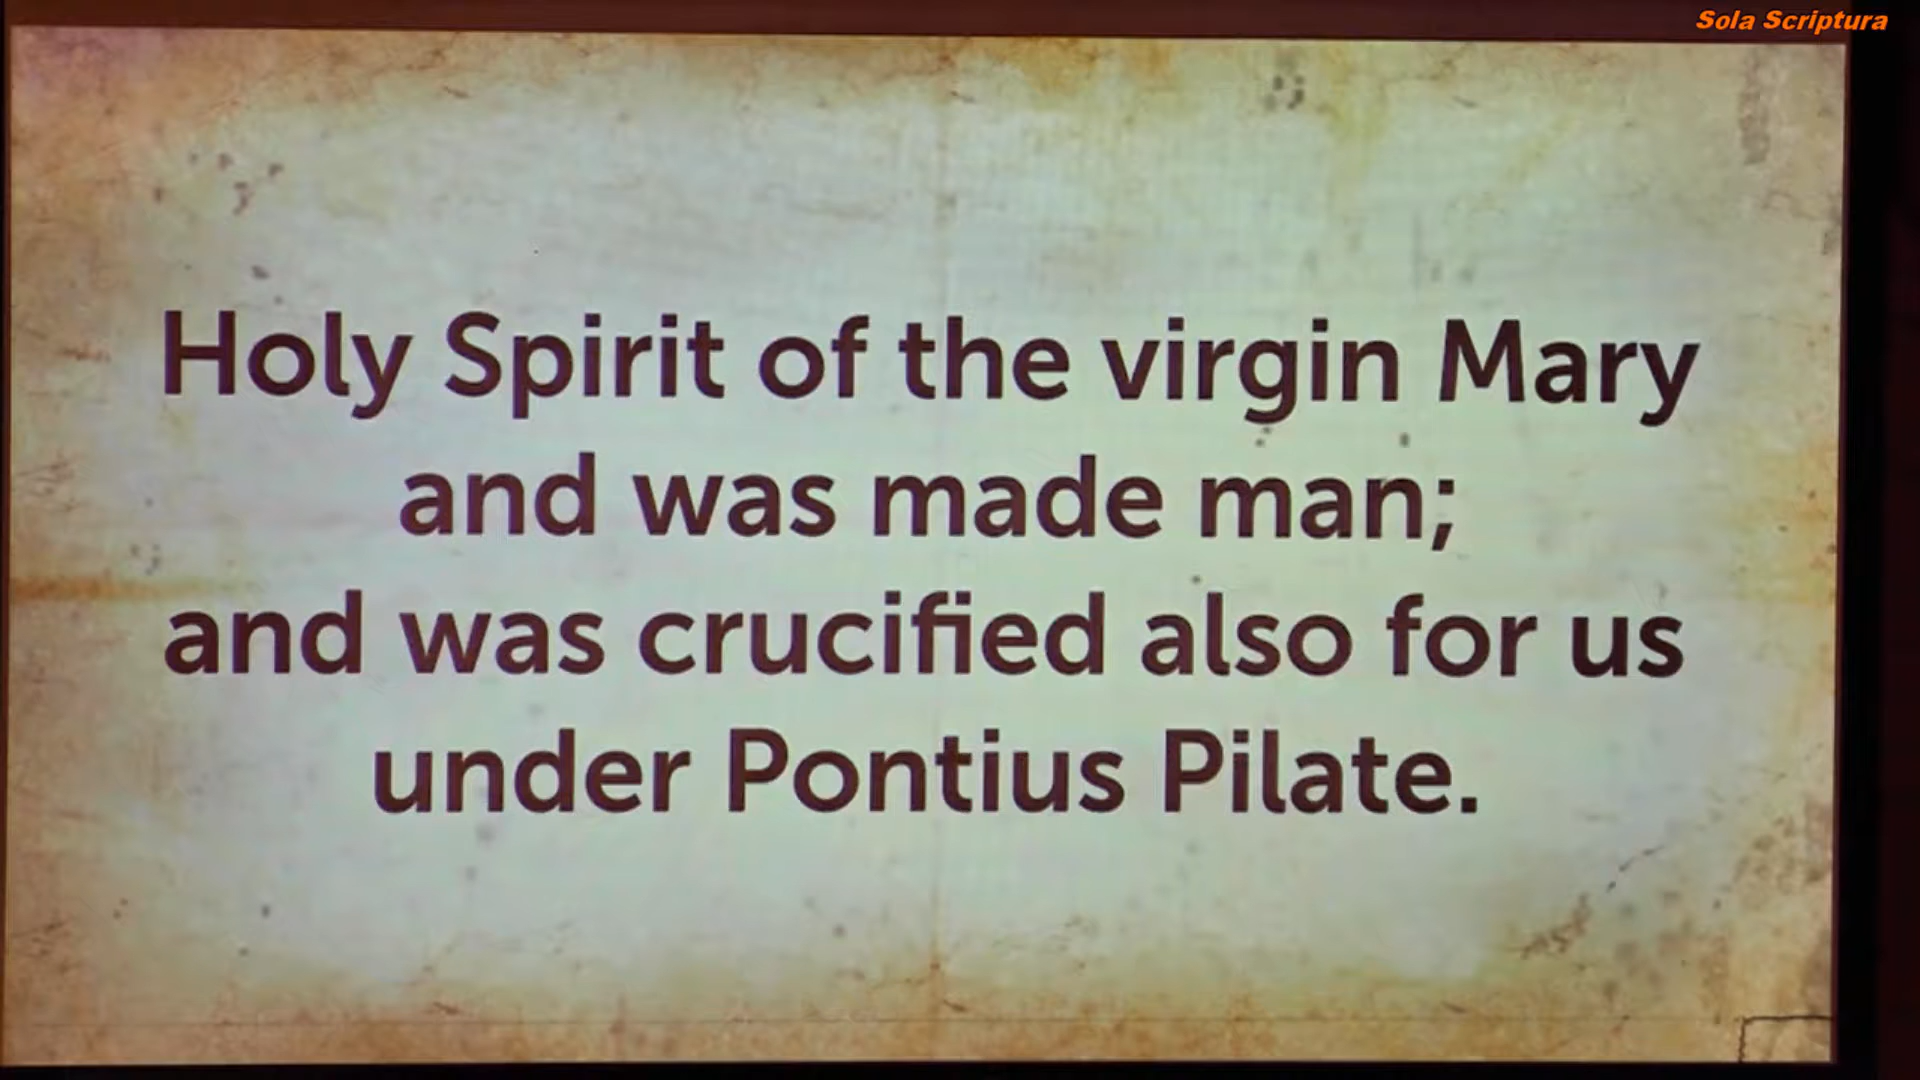 Sola Scriptura
Holy Spirit of the virgin Mary
and was made man;
and was crucified also for us
under Pontius Pilate.